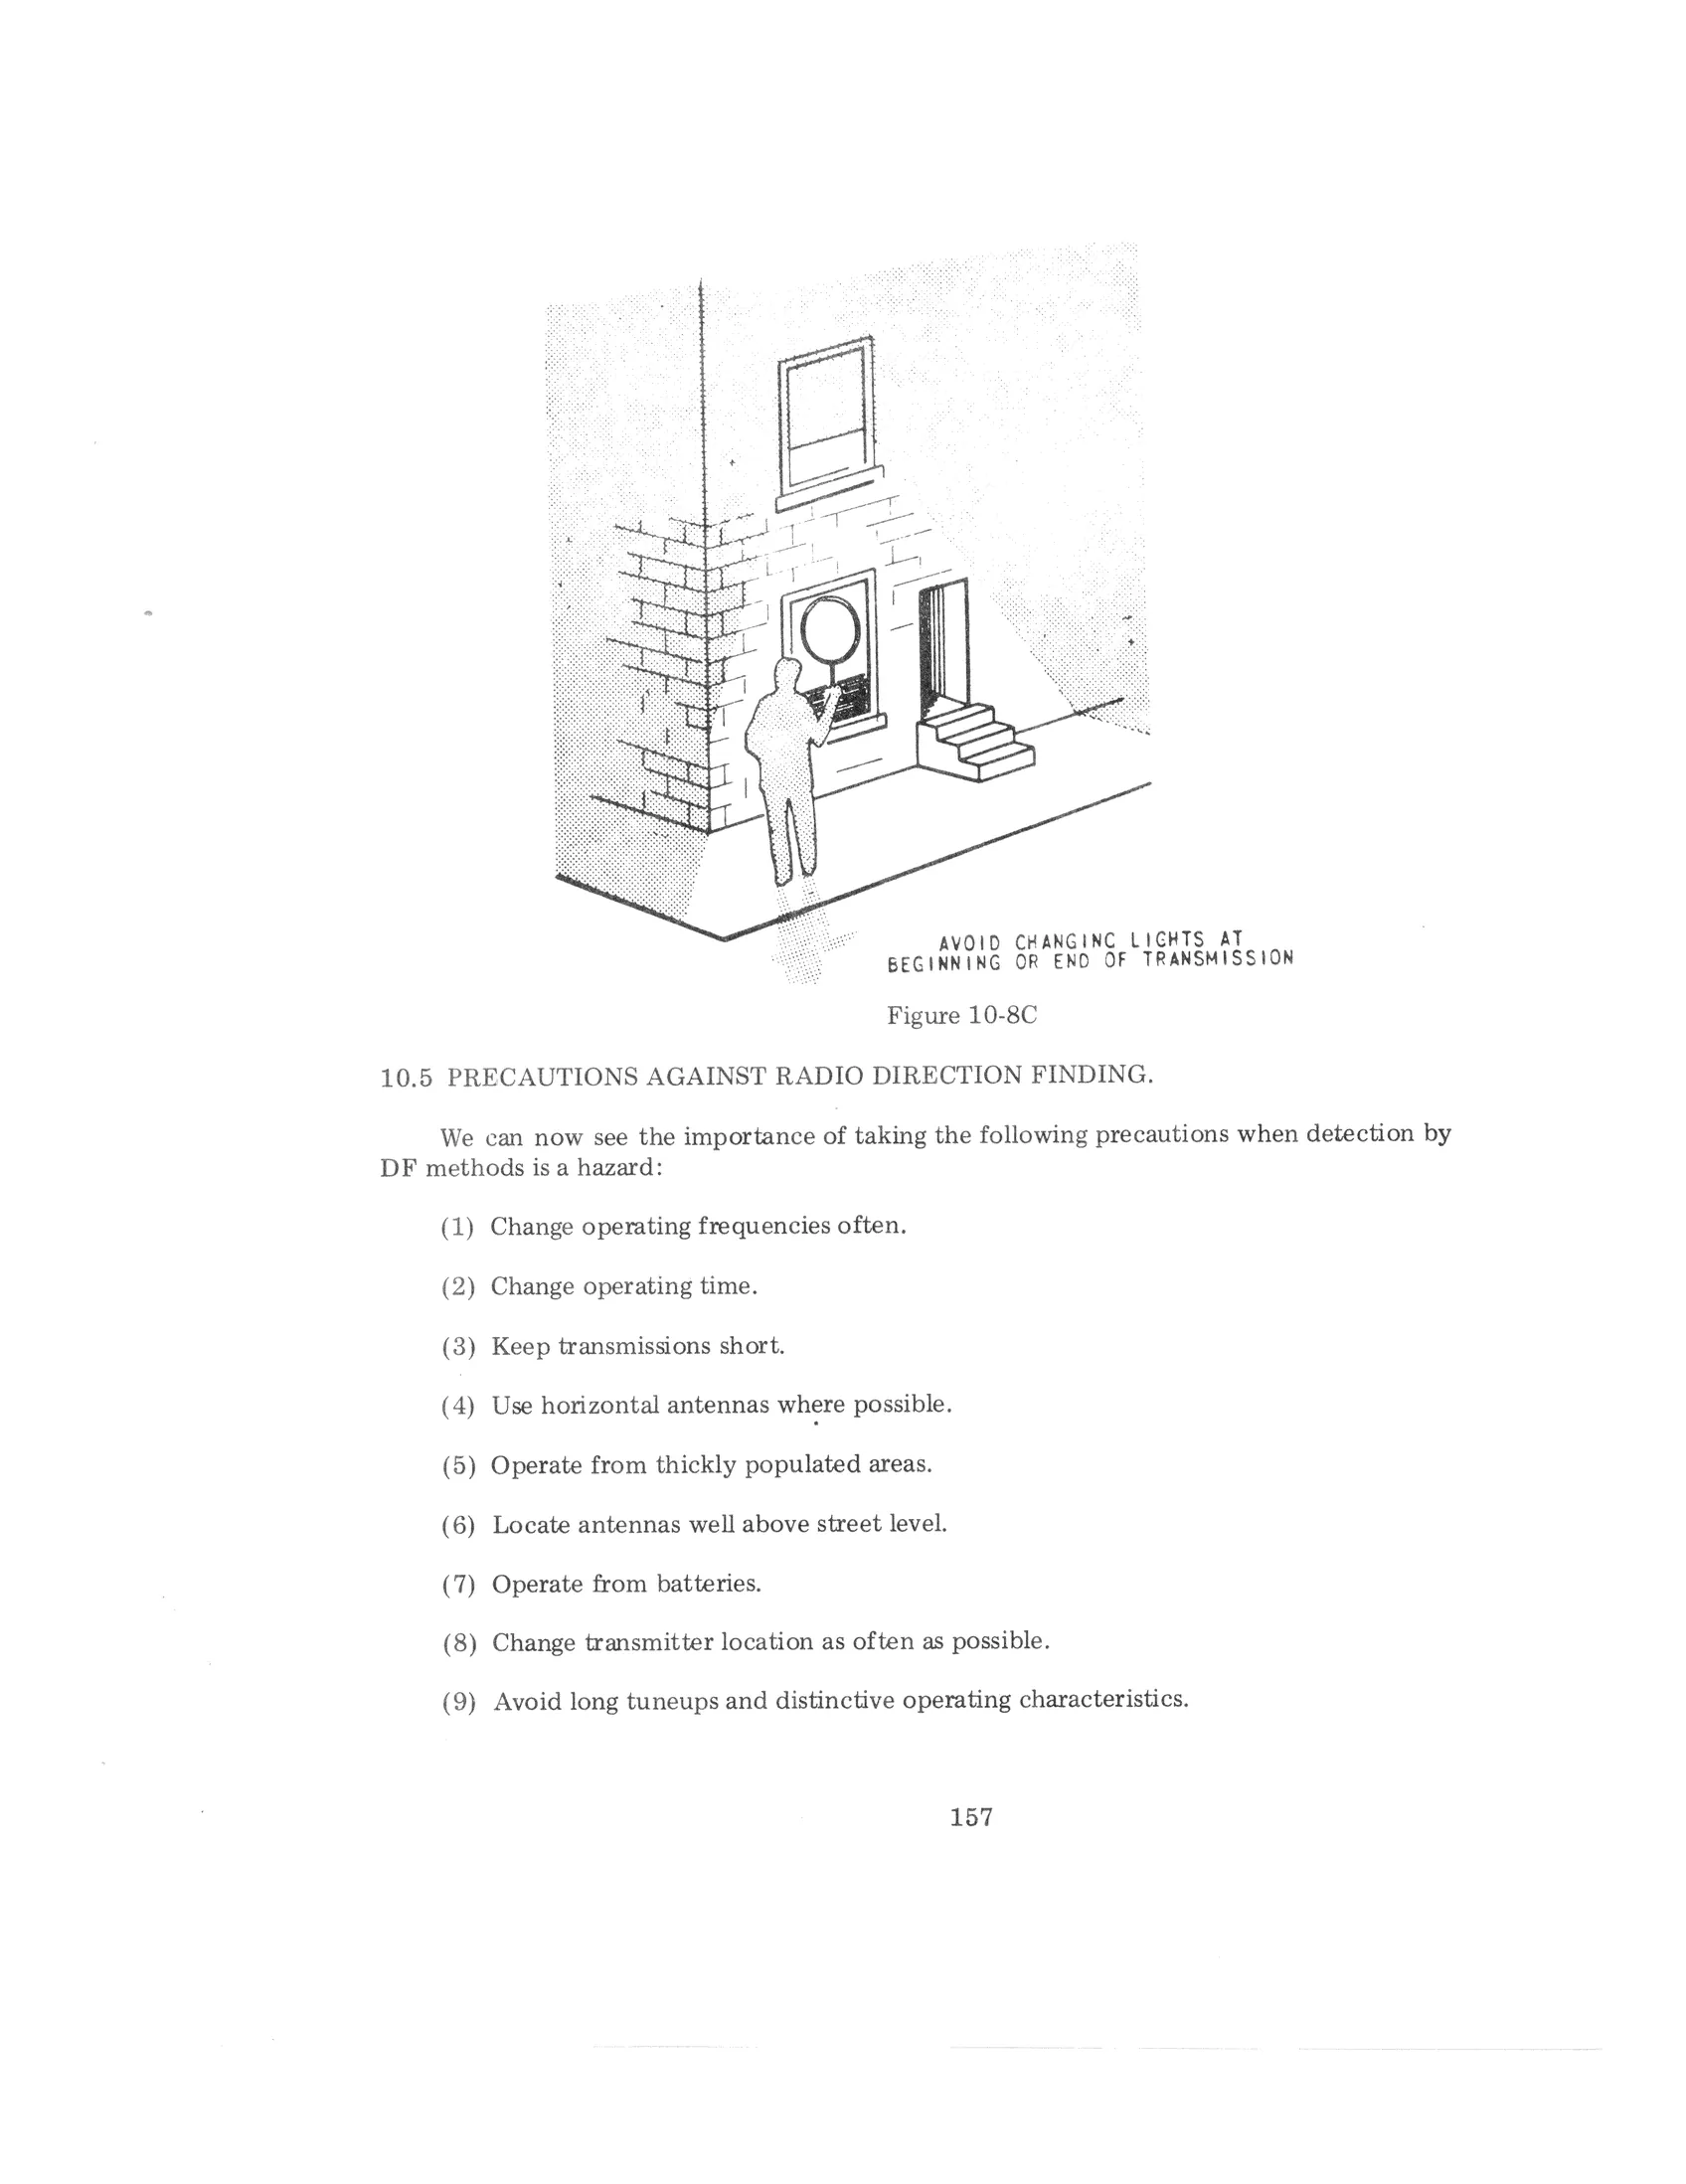 AVOID CHANGING LIGHTS AT
BEGINNING OR END OF TRANSMISSION
Figure 10-8C
10.5 PRECAUTIONS AGAINST RADIO DIRECTION FINDING.
We can now see the importance of taking the following precautions when detection by
DF methods is a hazard:
(1) Change operating frequencies often.
(2) Change operating time.
(3) Keep transmissions short.
(4) Use horizontal antennas where possible.
(5) Operate from thickly populated areas.
(6) Locate antennas well above street level.
(7) Operate from batteries.
(8) Change transmitter location as often as possible.
(9) Avoid long tuneups and distinctive operating characteristics.
157